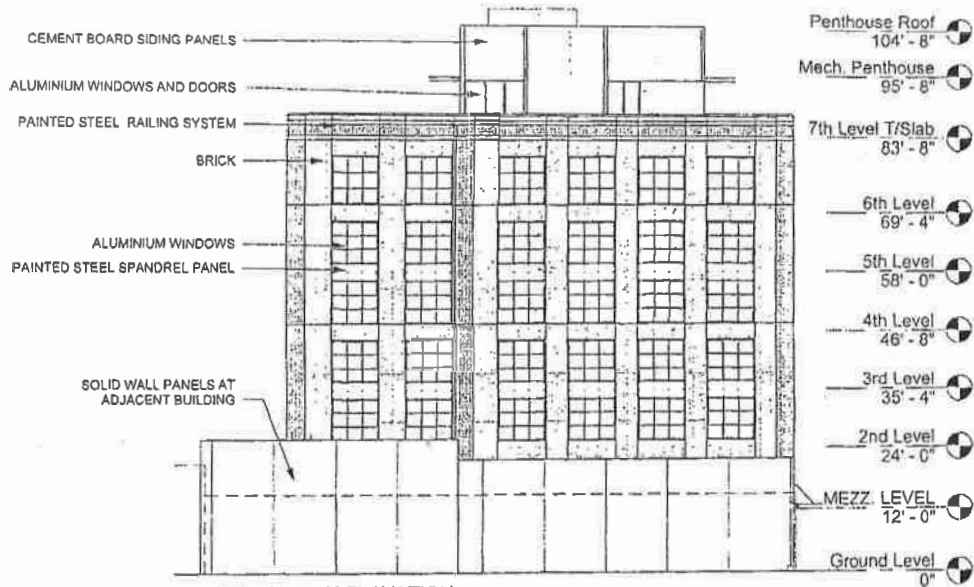 CEMENT BOARD SIDING PANELS
ALUMINIUM WINDOWS AND DOORS
PAINTED STEEL RAILING SYSTEM
BRICK
ALUMINIUM WINDOWS
PAINTED STEEL SPANDREL PANEL
SOLID WALL PANELS AT
ADJACENT BUILDING
Penthouse Roof
104' - 8"
Mech. Penthouse
95' - 8"
7th Level T/Slab
83' - 8"
6th Level
69' - 4"
5th Level
58' - 0"
4th Level
46' - 8"
3rd Level
35' - 4"
2nd Level
24' - 0"
MEZZ. LEVEL
12' - 0"
Ground Level
0"